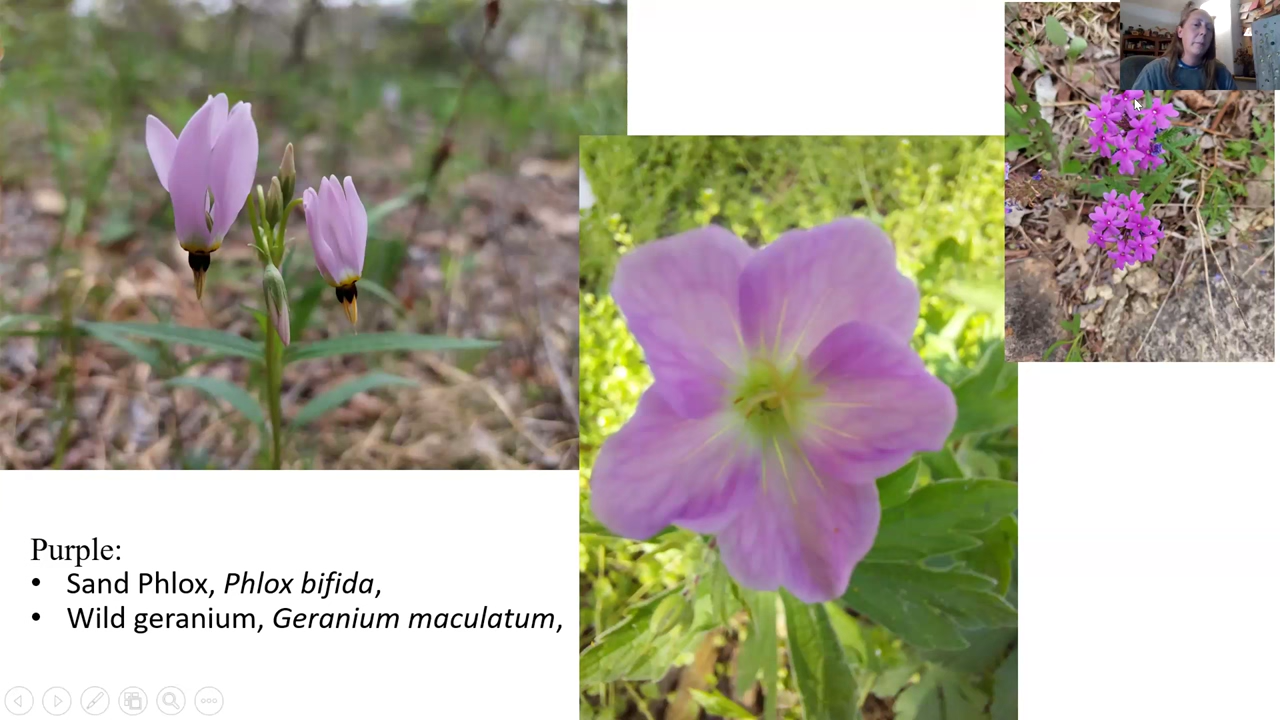 Purple:
• Sand Phlox, Phlox bifida,
• Wild geranium, Geranium maculatum,